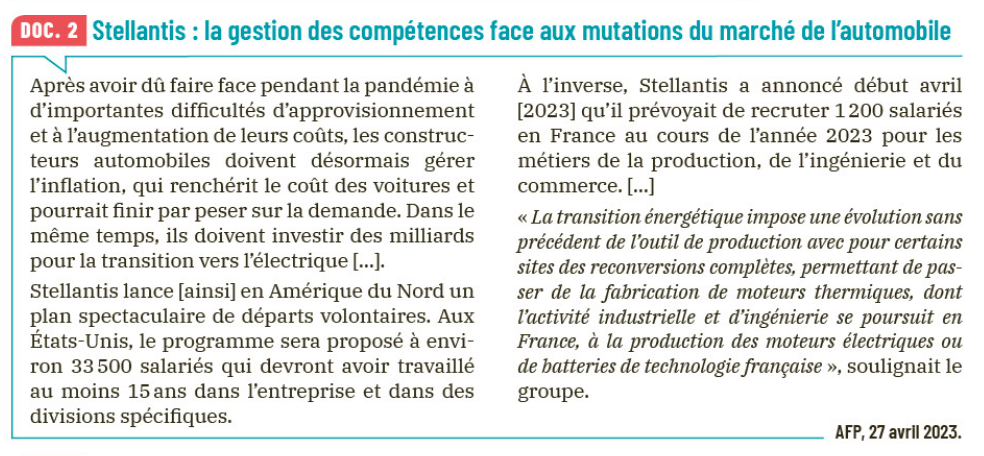 DOC. 2 Stellantis : la gestion des compétences face aux mutations du marché de l'automobile
Après avoir dû faire face pendant la pandémie à
d'importantes difficultés d'approvisionnement
et à l'augmentation de leurs coûts, les construc-
teurs automobiles doivent désormais gérer
l'inflation, qui renchérit le coût des voitures et
pourrait finir par peser sur la demande. Dans le
même temps, ils doivent investir des milliards
pour la transition vers l'électrique [...].
Stellantis lance [ainsi] en Amérique du Nord un
plan spectaculaire de départs volontaires. Aux
États-Unis, le programme sera proposé à envi-
ron 33 500 salariés qui devront avoir travaillé
au moins 15 ans dans l'entreprise et dans des
divisions spécifiques.
À l'inverse, Stellantis a annoncé début avril
[2023] qu'il prévoyait de recruter 1 200 salariés
en France au cours de l'année 2023 pour les
métiers de la production, de l'ingénierie et du
commerce. [...]
« La transition énergétique impose une évolution sans
précédent de l'outil de production avec pour certains
sites des reconversions complètes, permettant de pas-
ser de la fabrication de moteurs thermiques, dont
l'activité industrielle et d'ingénierie se poursuit en
France, à la production des moteurs électriques ou
de batteries de technologie française », soulignait le
groupe.
AFP, 27 avril 2023.